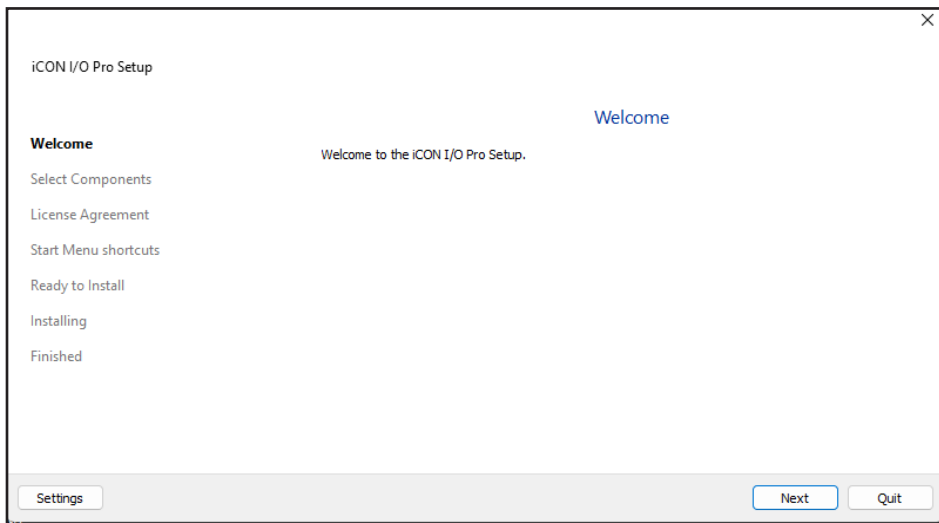 iCON I/O Pro Setup
Welcome
Welcome
Welcome to the iCON I/O Pro Setup.
Select Components
License Agreement
Start Menu shortcuts
Ready to Install
Installing
Finished
Settings
Next
Quit